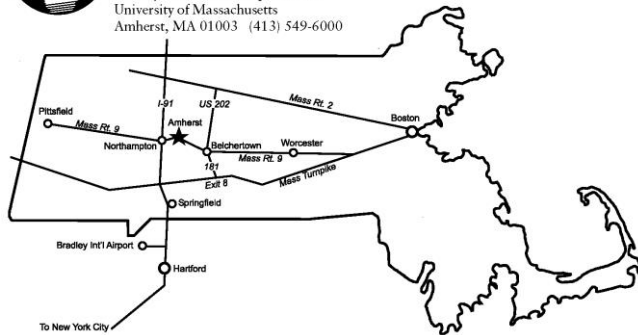 University of Massachusetts
Amherst, MA 01003 (413) 549-6000
I-91
US 202
Mass Rt. 2
Pittsfield
Mass Rt. 9
Amherst
Boston
Northampton
Belchertown
Worcester
Mass Rt. 9
181
Exit 8
Mass Turnpike
Springfield
Bradley Int'l Airport
Hartford
To New York City